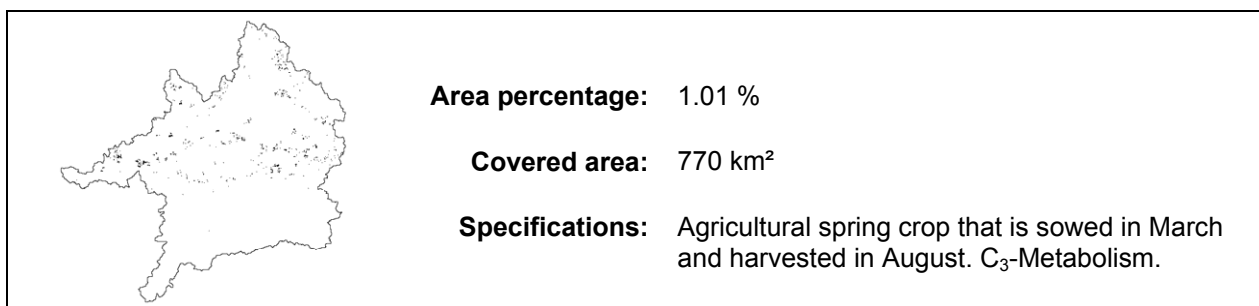 Area percentage: 1.01 %
Covered area: 770 km²
Specifications: Agricultural spring crop that is sowed in March
and harvested in August. C₃-Metabolism.